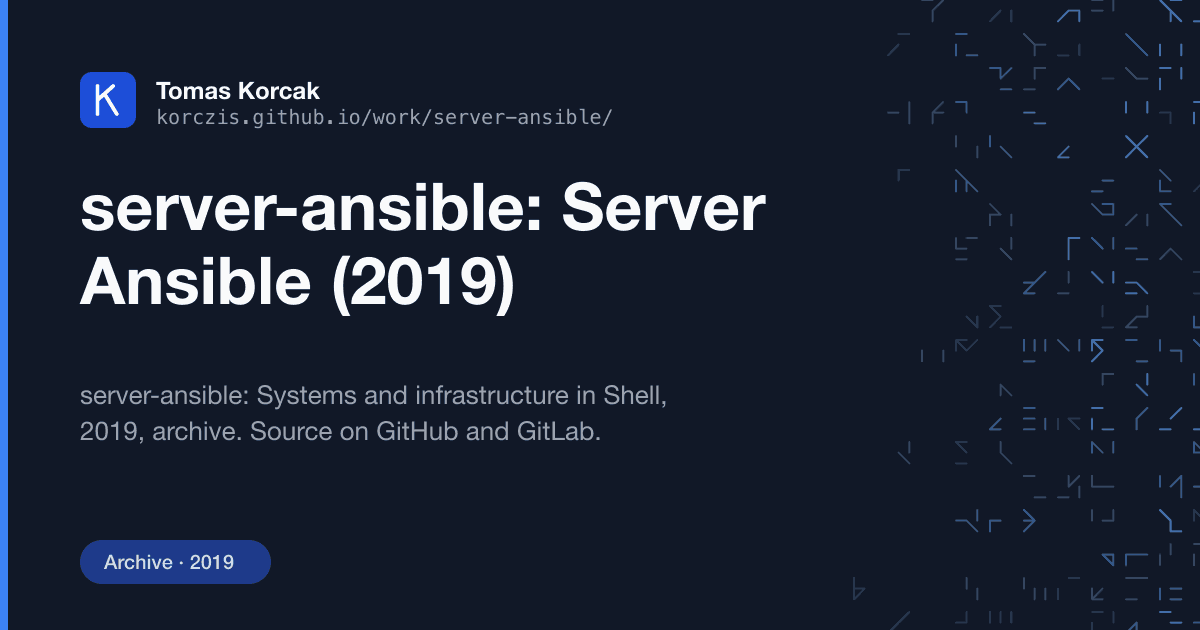 K
Tomas Korcak
korczis.github.io/work/server-ansible/
server-ansible: Server
Ansible (2019)
server-ansible: Systems and infrastructure in Shell,
2019, archive. Source on GitHub and GitLab.
Archive · 2019